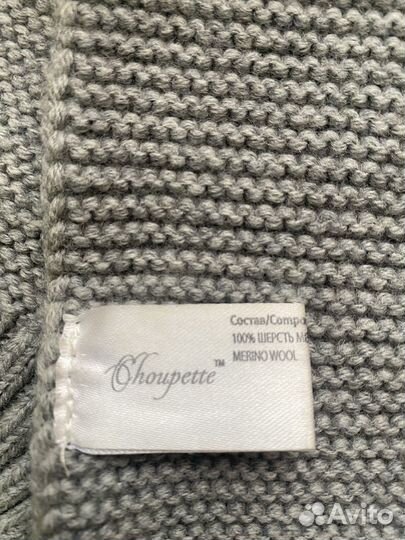 Choupette™
Состав/Compo
100% ШЕРСТЬ М
MERINO WOOL
Avito